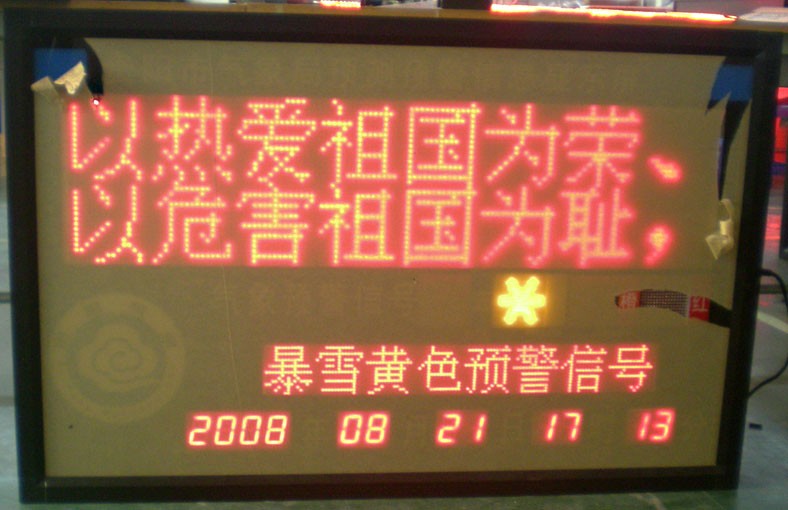 以热爱祖国为荣、
以危害祖国为耻，
暴雪黄色预警信号
2008 08 21 17 13